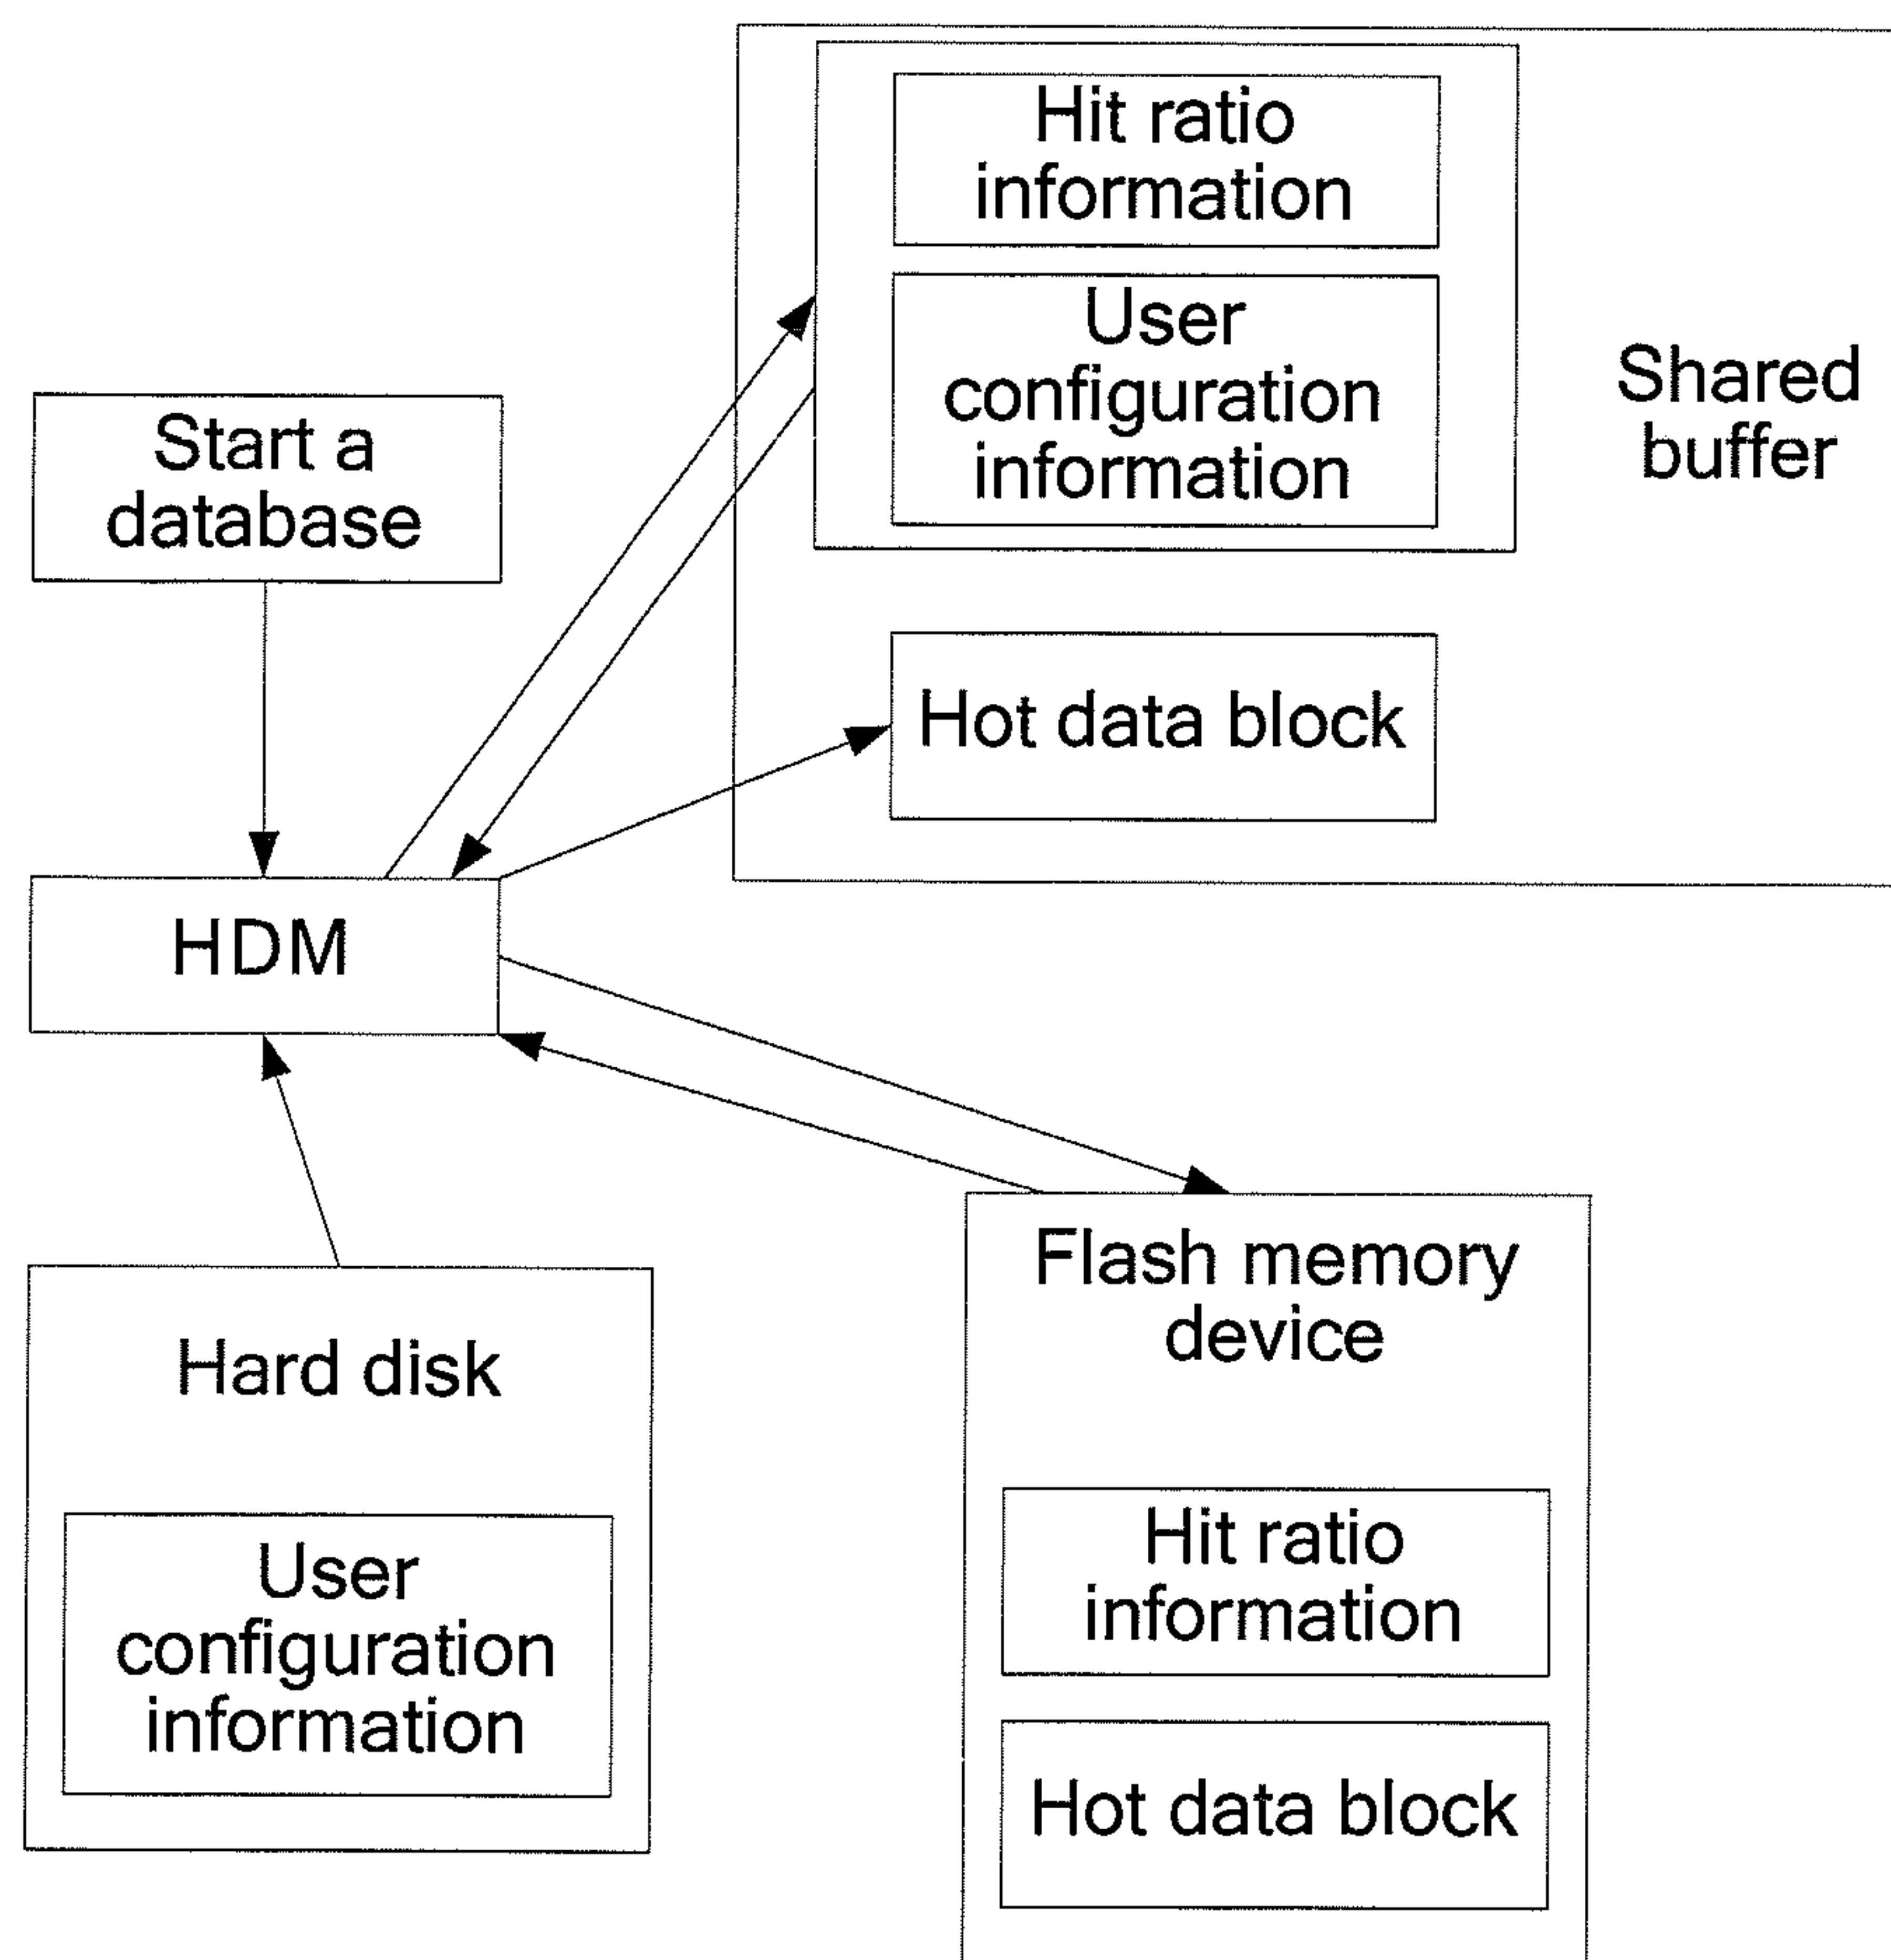 Hit ratio
information
User
configuration
information
Shared
buffer
Start a
database
Hot data block
HDM
Flash memory
device
Hard disk
Hit ratio
information
User
configuration
information
Hot data block